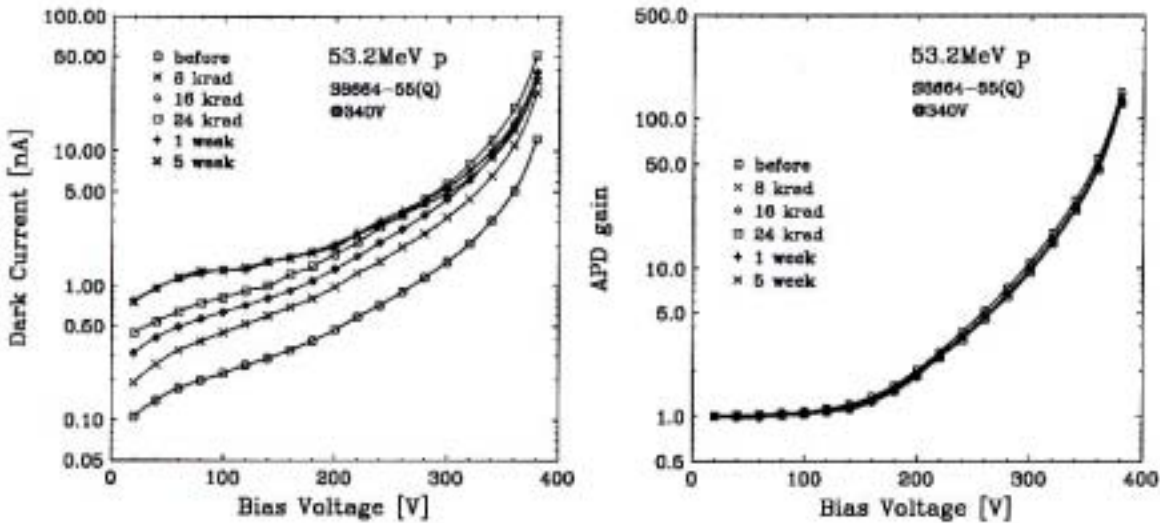 100.00
50.00
10.00
5.00
1.00
0.50
0.10
0.05
Dark Current [nA]
before
8 krad
16 krad
24 krad
1 week
5 week
53.2MeV p
S8664-55(Q)
@340V
0
100
200
300
400
Bias Voltage [V]
500.0
100.0
50.0
10.0
5.0
1.0
0.5
APD gain
53.2MeV p
S8664-55(Q)
@340V
before
8 krad
16 krad
24 krad
1 week
5 week
0
100
200
300
400
Bias Voltage [V]